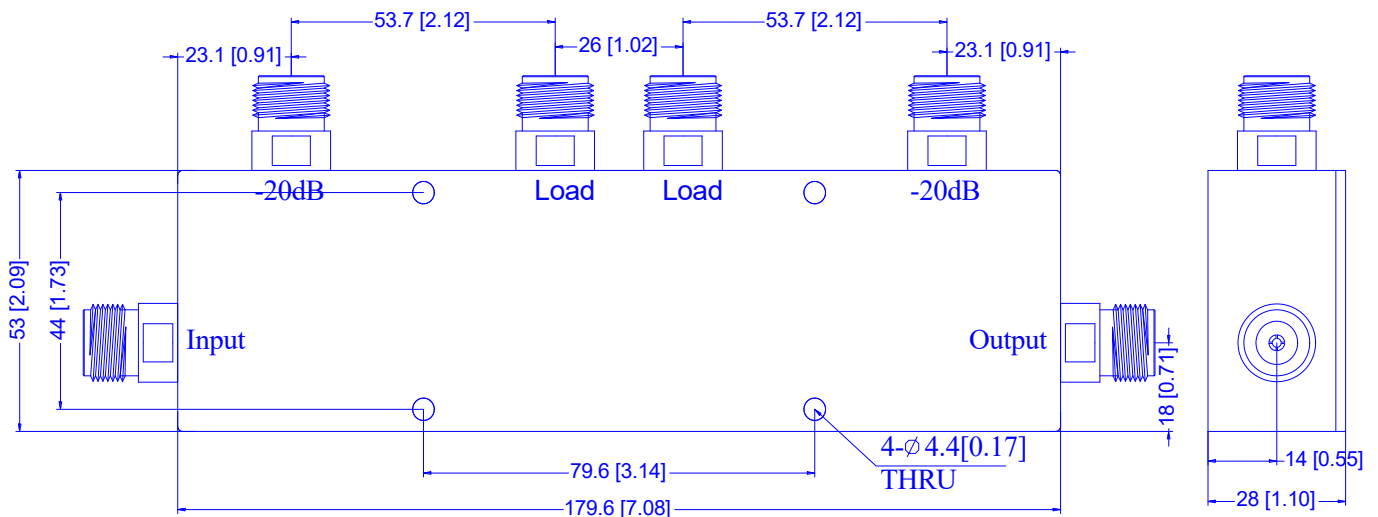 53.7 [2.12]
53.7 [2.12]
23.1 [0.91]
26 [1.02]
23.1 [0.91]
-20dB
Load
Load
-20dB
53 [2.09]
44 [1.73]
Input
Output
18 [0.71]
4-∅ 4.4[0.17]
THRU
79.6 [3.14]
14 [0.55]
179.6 [7.08]
28 [1.10]